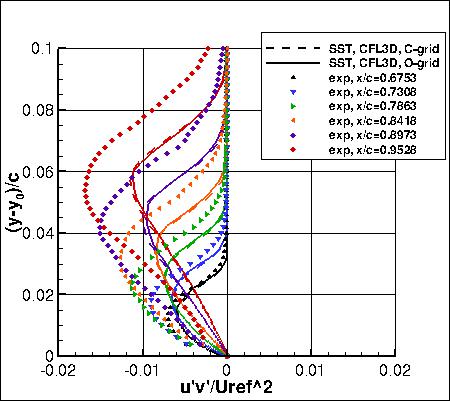 SST, CFL3D, C-grid
SST, CFL3D, O-grid
exp, x/c=0.6753
exp, x/c=0.7308
exp, x/c=0.7863
exp, x/c=0.8418
exp, x/c=0.8973
exp, x/c=0.9528
0.1
0.08
0.06
0.04
0.02
0
(y-y0)/c
-0.02
-0.01
0
0.01
0.02
u'v'/Uref^2